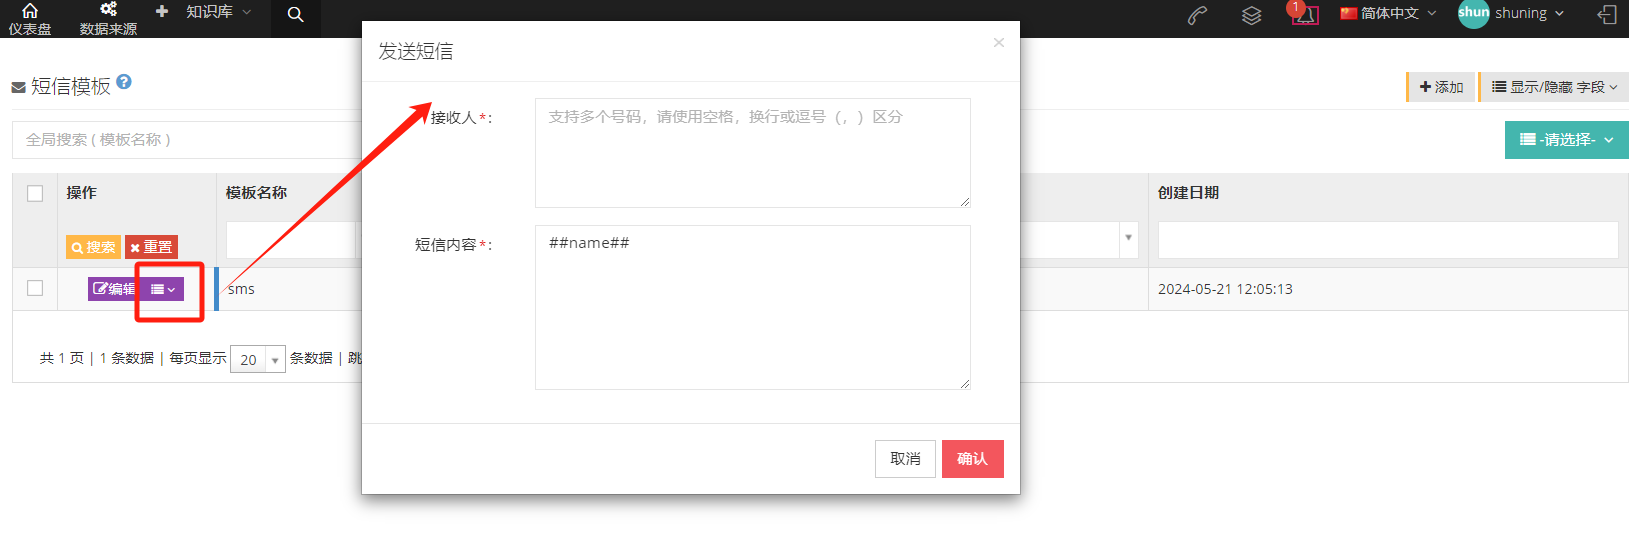 仪表盘
数据来源
知识库
1
简体中文
shun
shuning
短信模板
?
添加
显示/隐藏 字段
全局搜索 ( 模板名称 )
-请选择-
操作
模板名称
创建日期
搜索
重置
编辑
sms
2024-05-21 12:05:13
共 1 页 | 1 条数据 | 每页显示
20
条数据 | 跳
发送短信
×
接收人*:
支持多个号码，请使用空格，换行或逗号（，）区分
短信内容*:
##name##
取消
确认